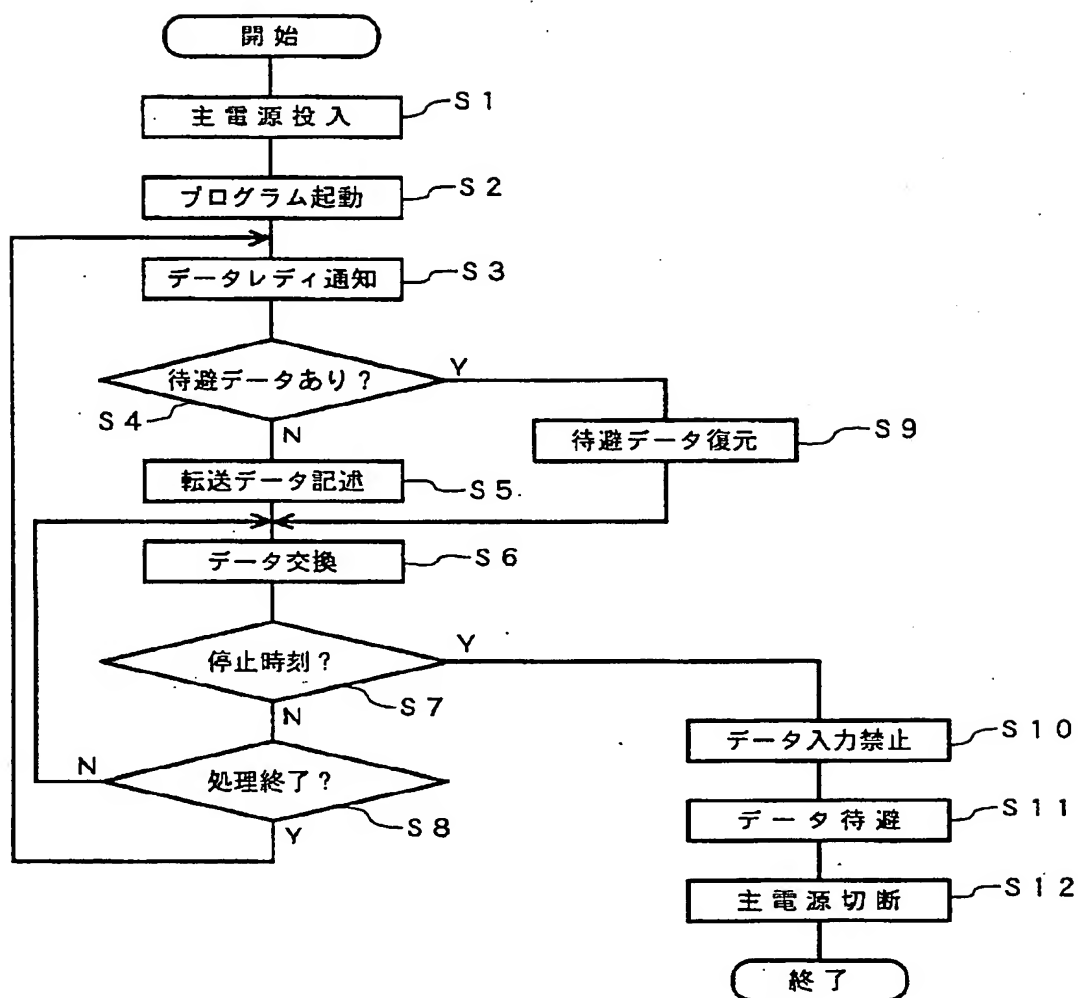 開始
主電源投入
S1
プログラム起動
S2
データレディ通知
S3
待避データあり?
S4
Y
N
待避データ復元
S9
転送データ記述
S5
データ交換
S6
停止時刻?
S7
Y
N
処理終了?
S8
N
Y
データ入力禁止
S10
データ待避
S11
主電源切断
S12
終了